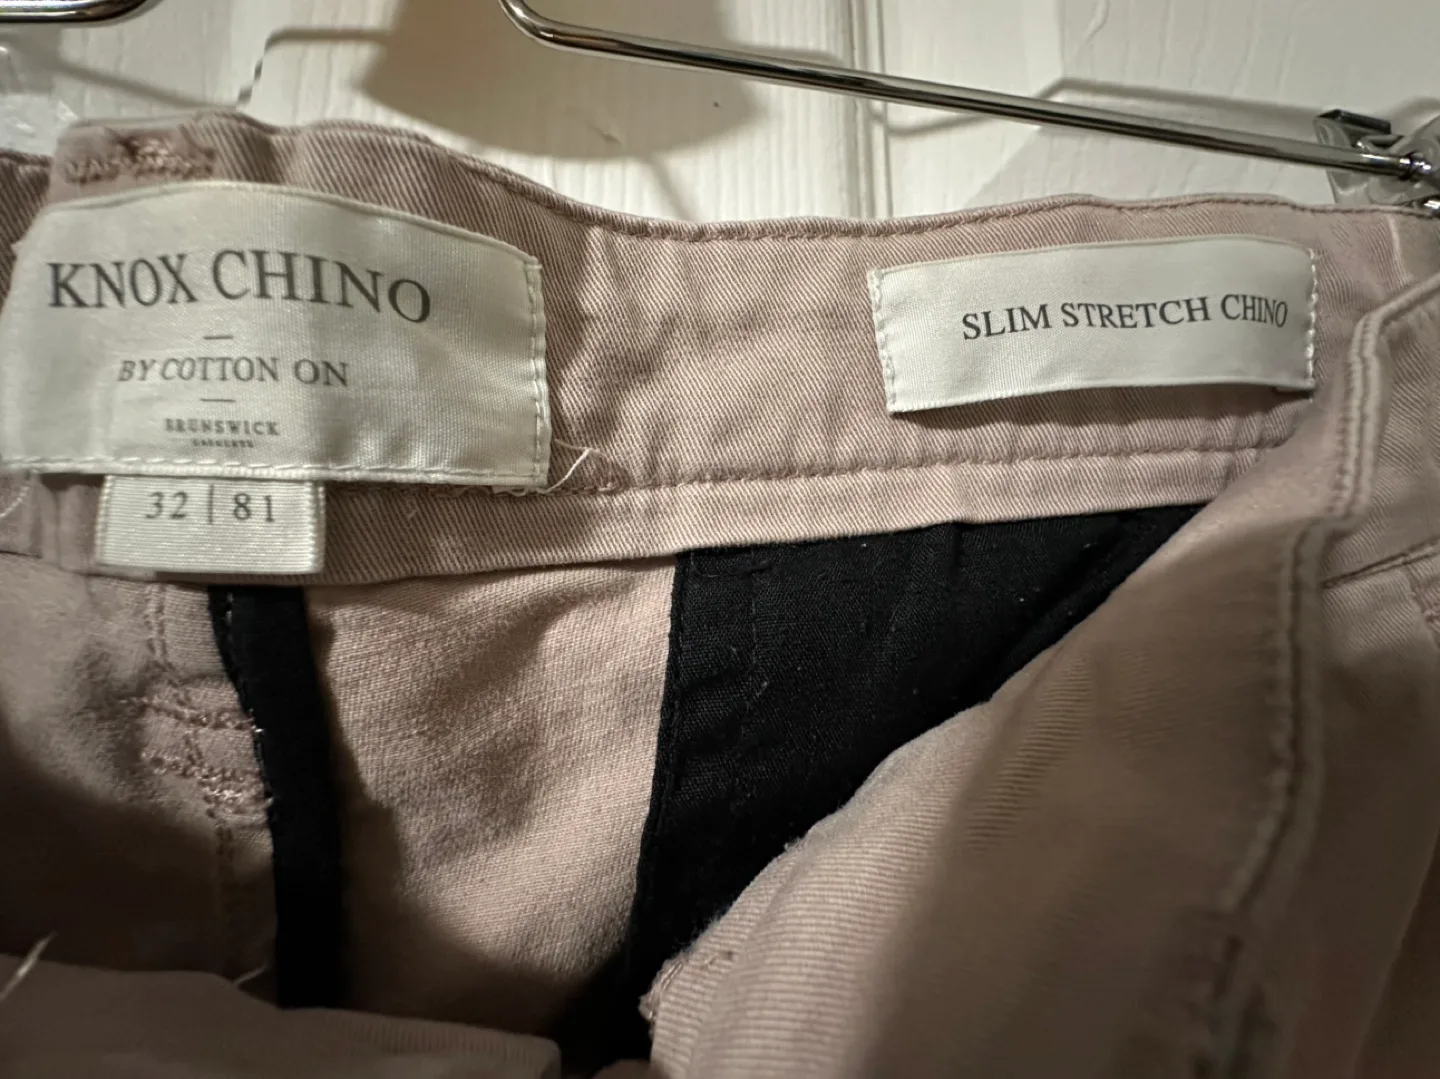 KNOX CHINO
BY COTTON ON
BRUNSWICK
32 | 81
SLIM STRETCH CHINO